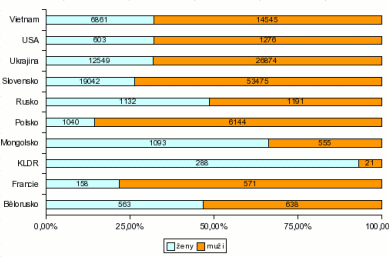 Vietnam 6861 14545
USA 603 1276
Ukrajina 12549 26874
Slovensko 19042 53475
Rusko 1132 1191
Polsko 1040 6144
Mongolsko 1093 555
KLDR 288 21
Francie 158 571
Bělorusko 563 638
0,00% 25,00% 50,00% 75,00% 100,00
ženy muži